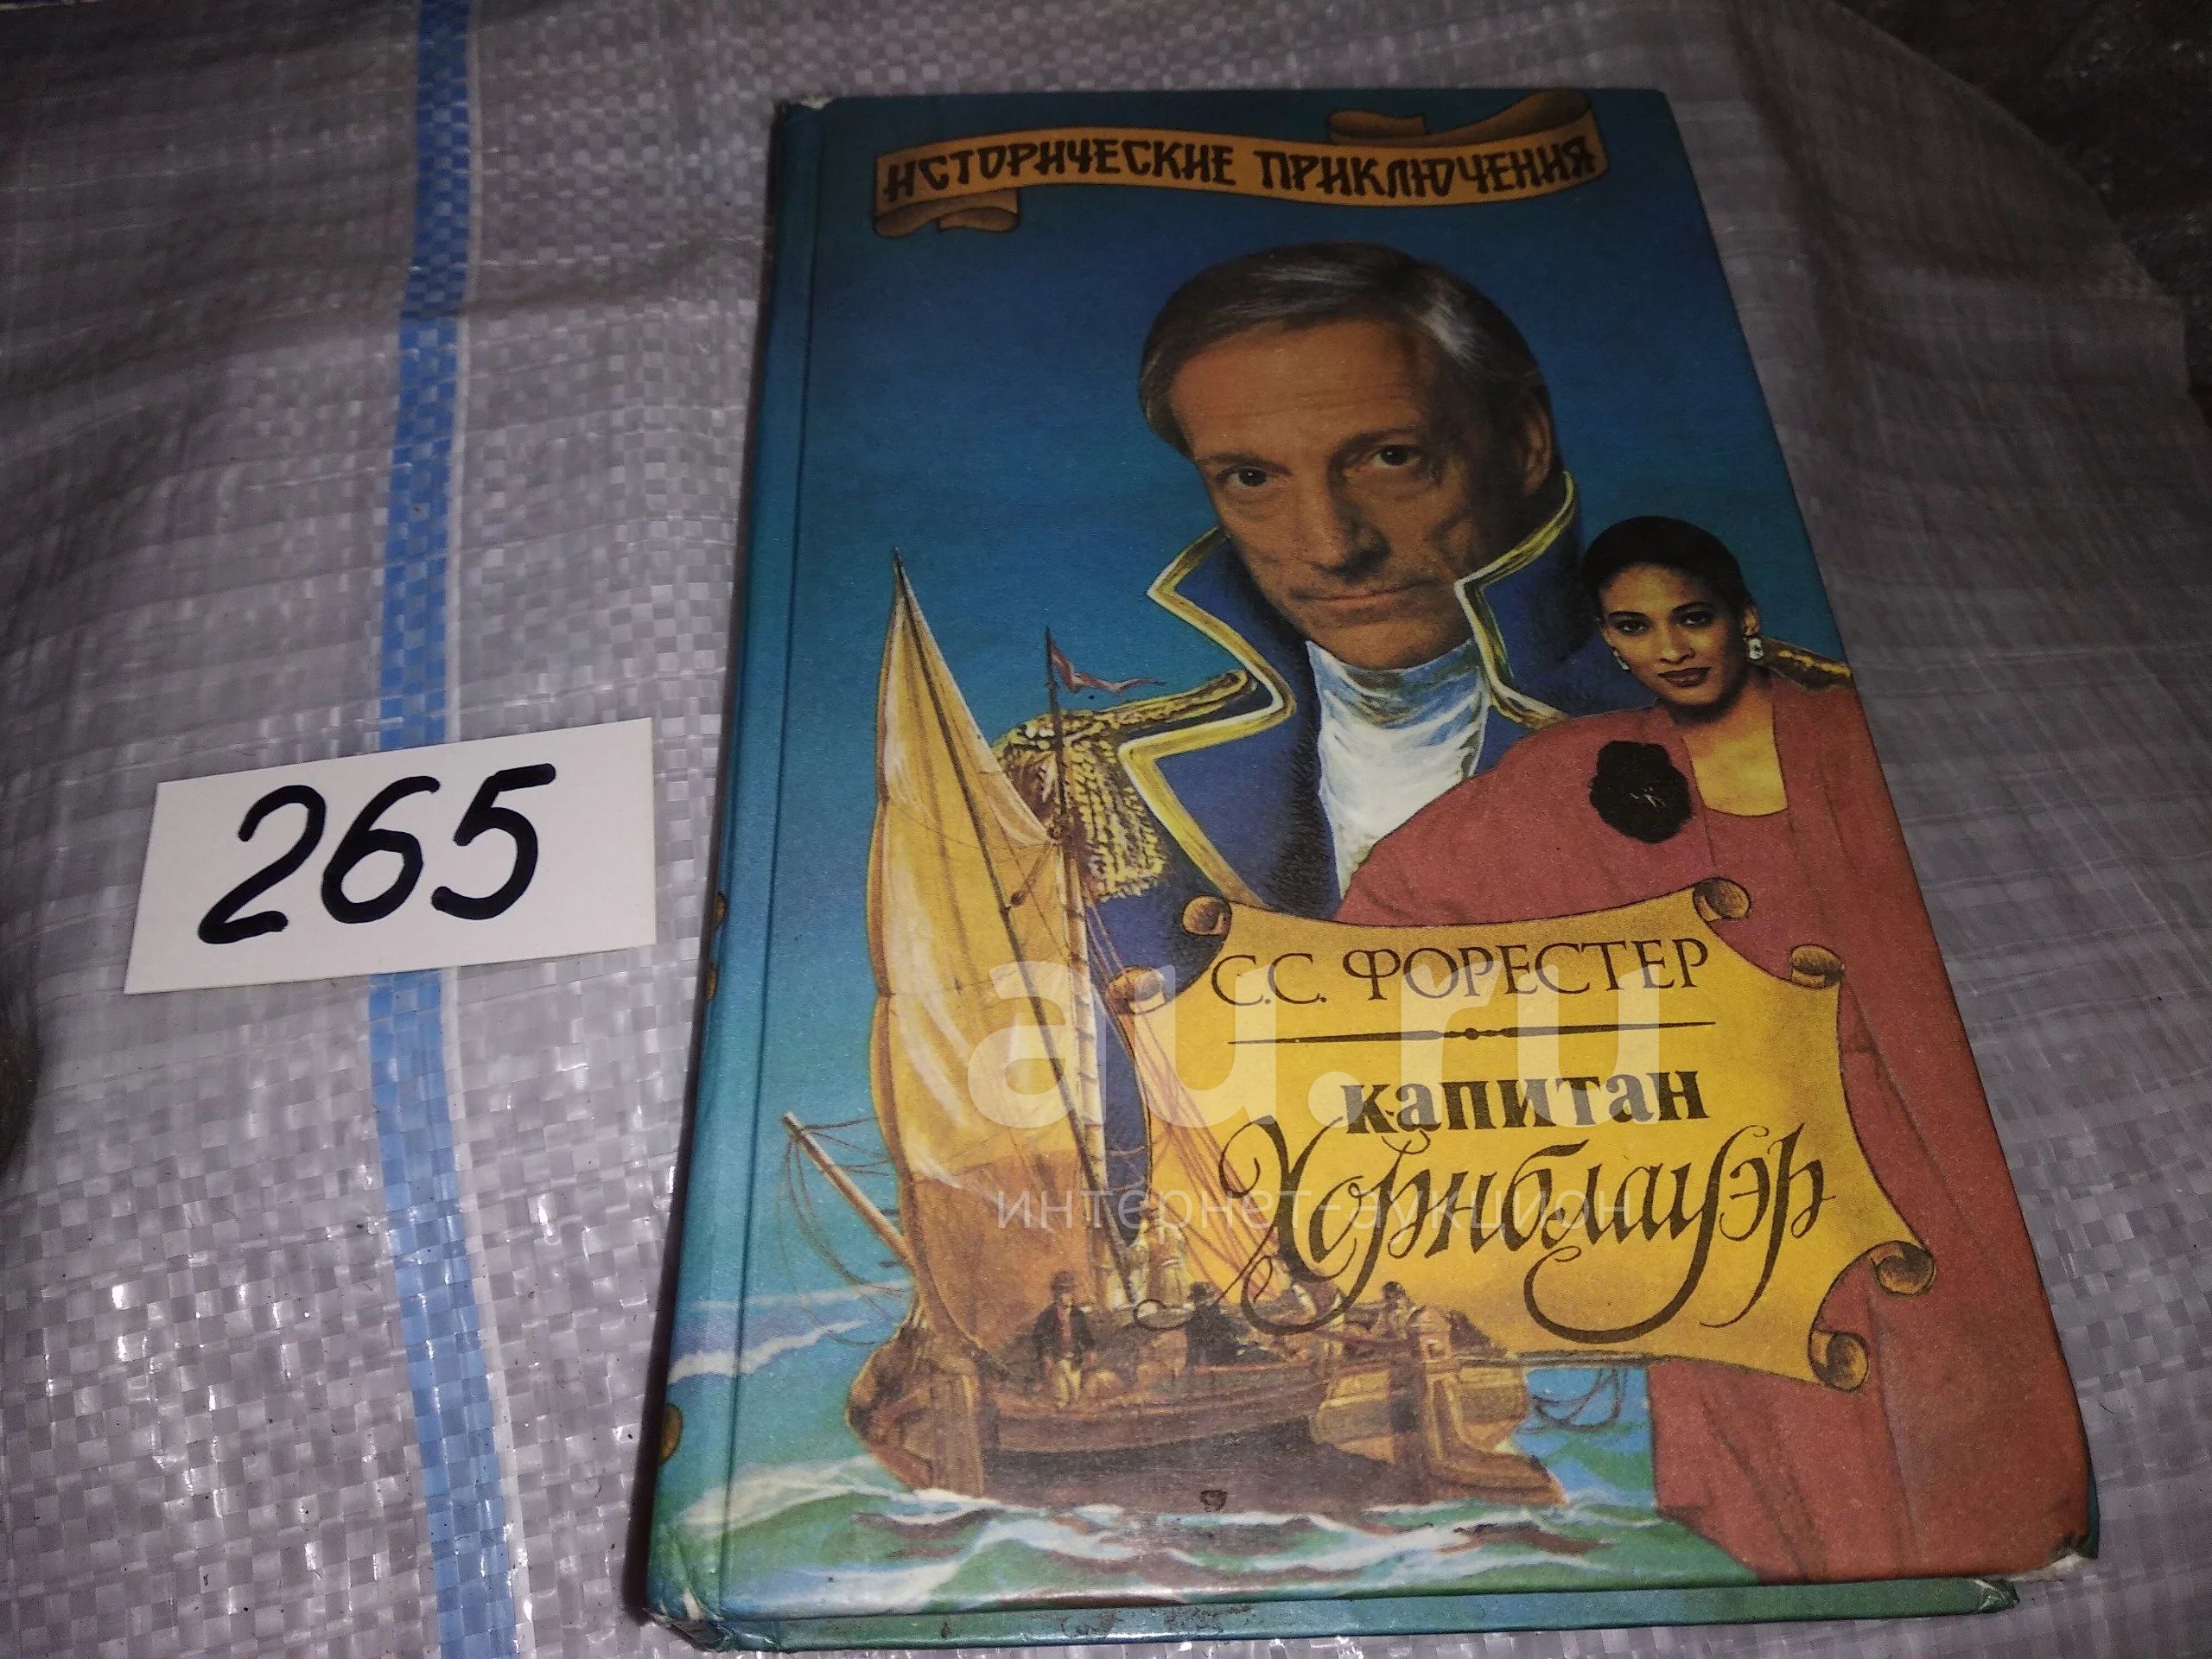 ИСТОРИЧЕСКИЕ ПРИКЛЮЧЕНИЯ
265
С.С. ФОРЕСТЕР
капитан
Хорнблауэр
au.ru
интернет-аукцион